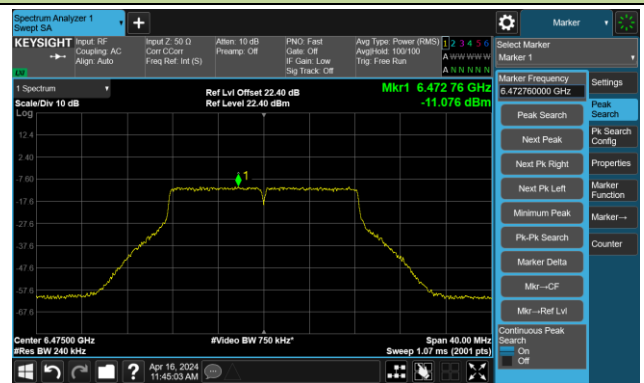 Spectrum Analyzer 1
Swept SA
+
Marker
KEYSIGHT
Input: RF
Coupling: AC
Align: Auto
Input Z: 50 Ω
Corr CCorr
Freq Ref: Int (S)
Atten: 10 dB
Preamp: Off
PNO: Fast
Gate: Off
IF Gain: Low
Sig Track: Off
Avg Type: Power (RMS)
Avg|Hold: 100/100
Trig: Free Run
1 2 3 4 5 6
A W W W W W
A N N N N N
LU
Select Marker
Marker 1
1 Spectrum
Scale/Div 10 dB
Ref Lvl Offset 22.40 dB
Ref Level 22.40 dBm
Mkr1 6.472 76 GHz
-11.076 dBm
Marker Frequency
6.472760000 GHz
Settings
Peak Search
Next Peak
Next Pk Right
Next Pk Left
Minimum Peak
Pk-Pk Search
Marker Delta
Mkr→CF
Mkr→Ref Lvl
Continuous Peak
Search
On
Off
Peak
Search
Pk Search
Config
Properties
Marker
Function
Marker→
Counter
Log
12.4
2.40
-7.60
-17.6
-27.6
-37.6
-47.6
-57.6
-67.6
1
Center 6.47500 GHz
#Res BW 240 kHz
#Video BW 750 kHz*
Span 40.00 MHz
Sweep 1.07 ms (2001 pts)
?
Apr 16, 2024
11:45:03 AM